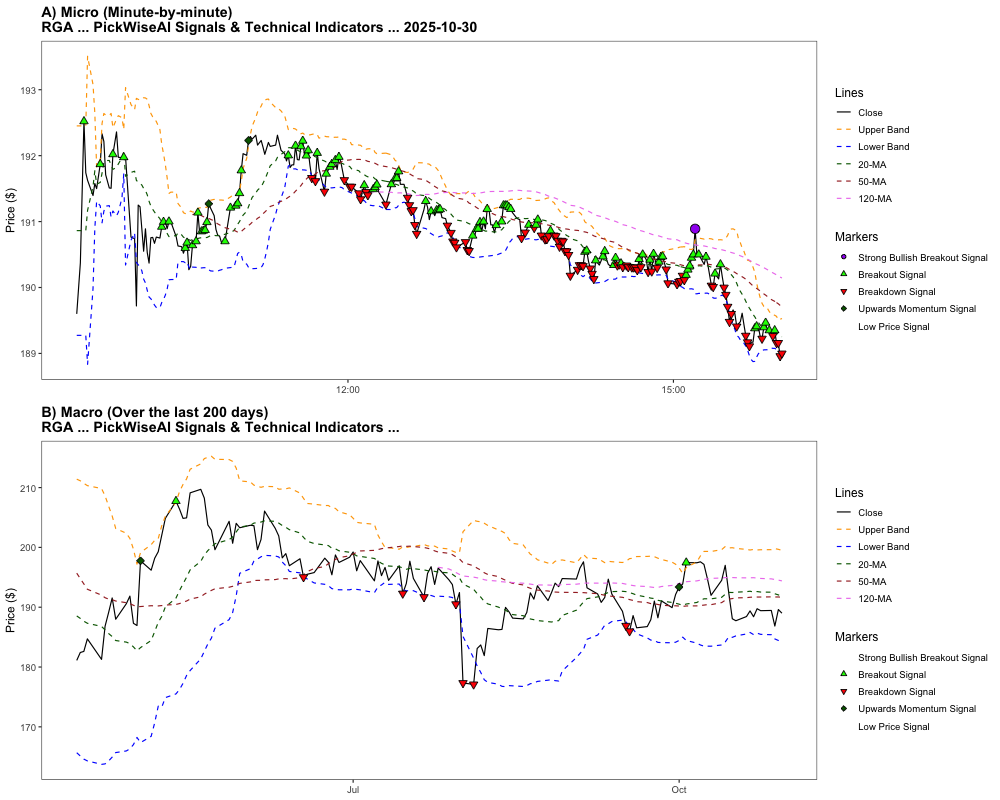 A) Micro (Minute-by-minute)
RGA ... PickWiseAI Signals & Technical Indicators ... 2025-10-30
Price ($)
193
192
191
190
189
12:00
15:00
Lines
Close
Upper Band
Lower Band
20-MA
50-MA
120-MA
Markers
Strong Bullish Breakout Signal
Breakout Signal
Breakdown Signal
Upwards Momentum Signal
Low Price Signal
B) Macro (Over the last 200 days)
RGA ... PickWiseAI Signals & Technical Indicators ...
Price ($)
210
200
190
180
170
Jul
Oct
Lines
Close
Upper Band
Lower Band
20-MA
50-MA
120-MA
Markers
Strong Bullish Breakout Signal
Breakout Signal
Breakdown Signal
Upwards Momentum Signal
Low Price Signal